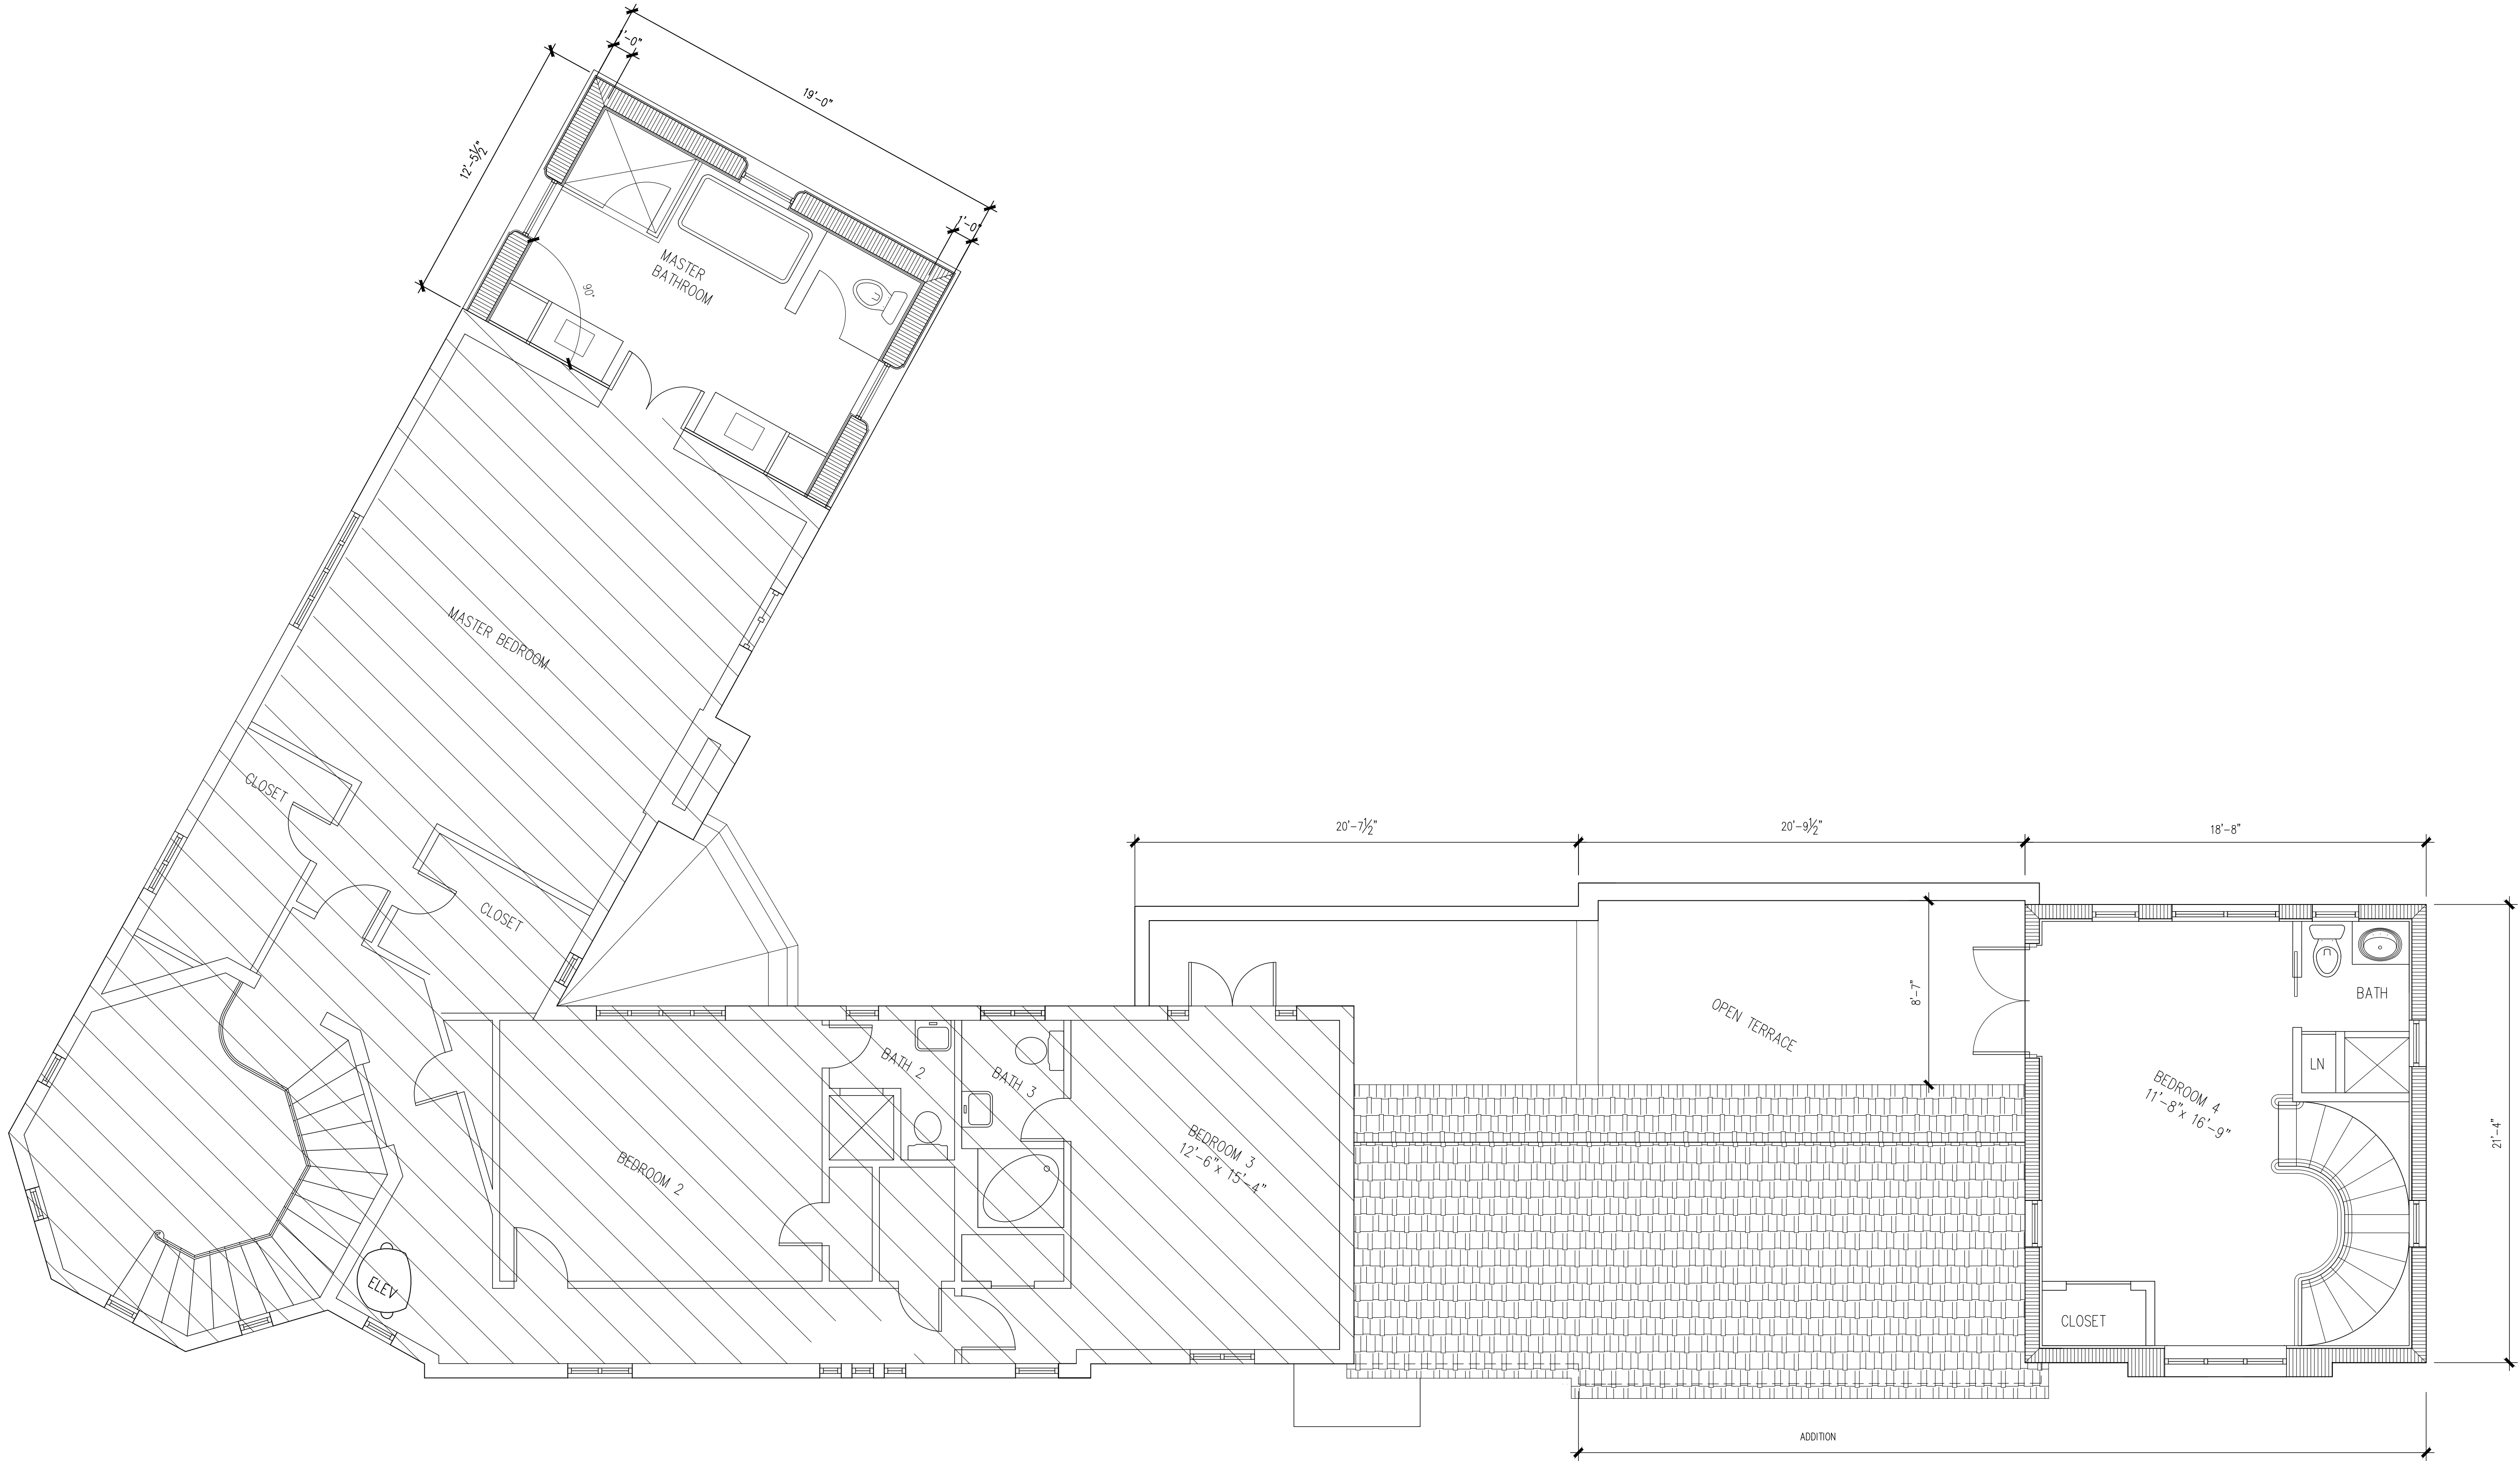 1'-0"
19'-0"
12'-5½"
1'-0"
MASTER
BATHROOM
90°
MASTER BEDROOM
CLOSET
CLOSET
20'-7½"
20'-9½"
18'-8"
8'-7"
OPEN TERRACE
BATH
LN
BATH 2
BATH 3
BEDROOM 4
11'-8"x 16'-9"
21'-4"
BEDROOM 2
BEDROOM 3
12'-6"x 15'-4"
ELEV
CLOSET
ADDITION